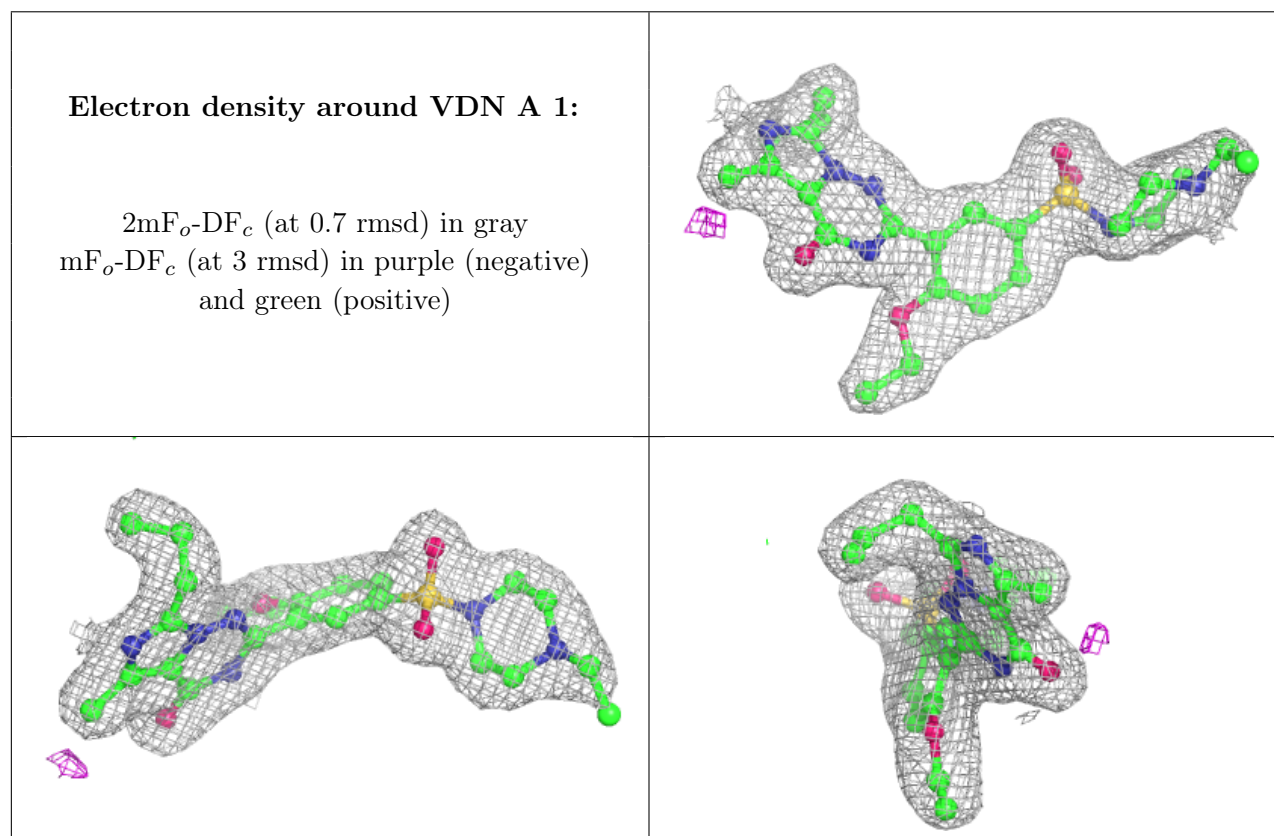 Electron density around VDN A 1:
2mFo-DFc (at 0.7 rmsd) in gray
mFo-DFc (at 3 rmsd) in purple (negative)
and green (positive)